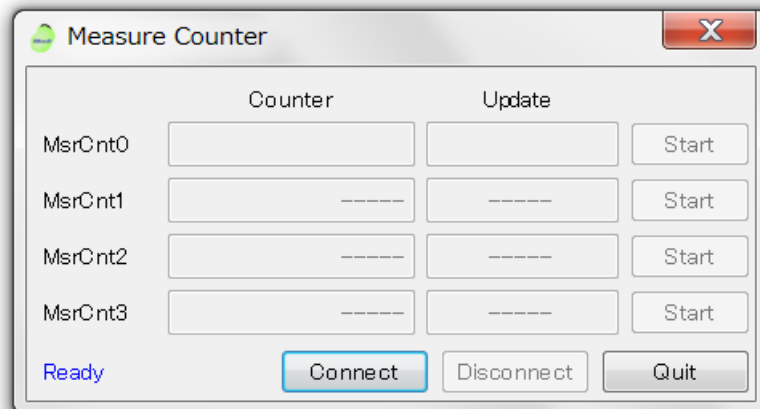 Measure Counter
Counter Update
MsrCnt0 Start
MsrCnt1 ----- ----- Start
MsrCnt2 ----- ----- Start
MsrCnt3 ----- ----- Start
Ready Connect Disconnect Quit